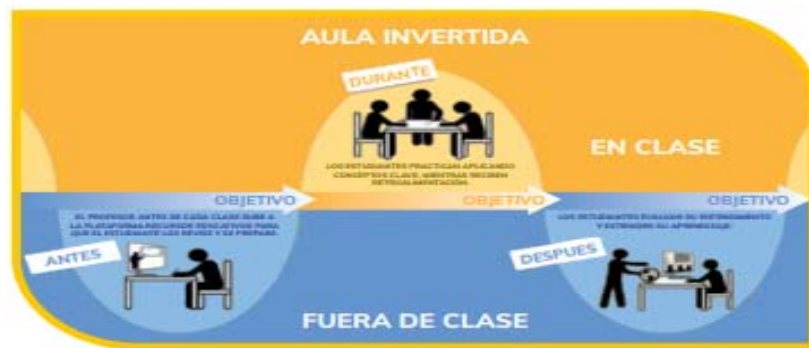 AULA INVERTIDA
DURANTE
LOS ESTUDIANTES PRACTICAN APLICANDO
CONCEPTOS CLAVE, MIENTRAS RECIBEN
RETROALIMENTACIÓN.
EN CLASE
OBJETIVO
OBJETIVO
OBJETIVO
EL PROFESOR ANTES DE CADA CLASE SUBE A
LA PLATAFORMA RECURSOS EDUCATIVOS PARA
QUE EL ESTUDIANTE LOS REVISE Y SE PREPARE.
ANTES
LOS ESTUDIANTES EVALUAN SU ENTENDIMIENTO
Y EXTIENDEN SU APRENDIZAJE
DESPUES
FUERA DE CLASE